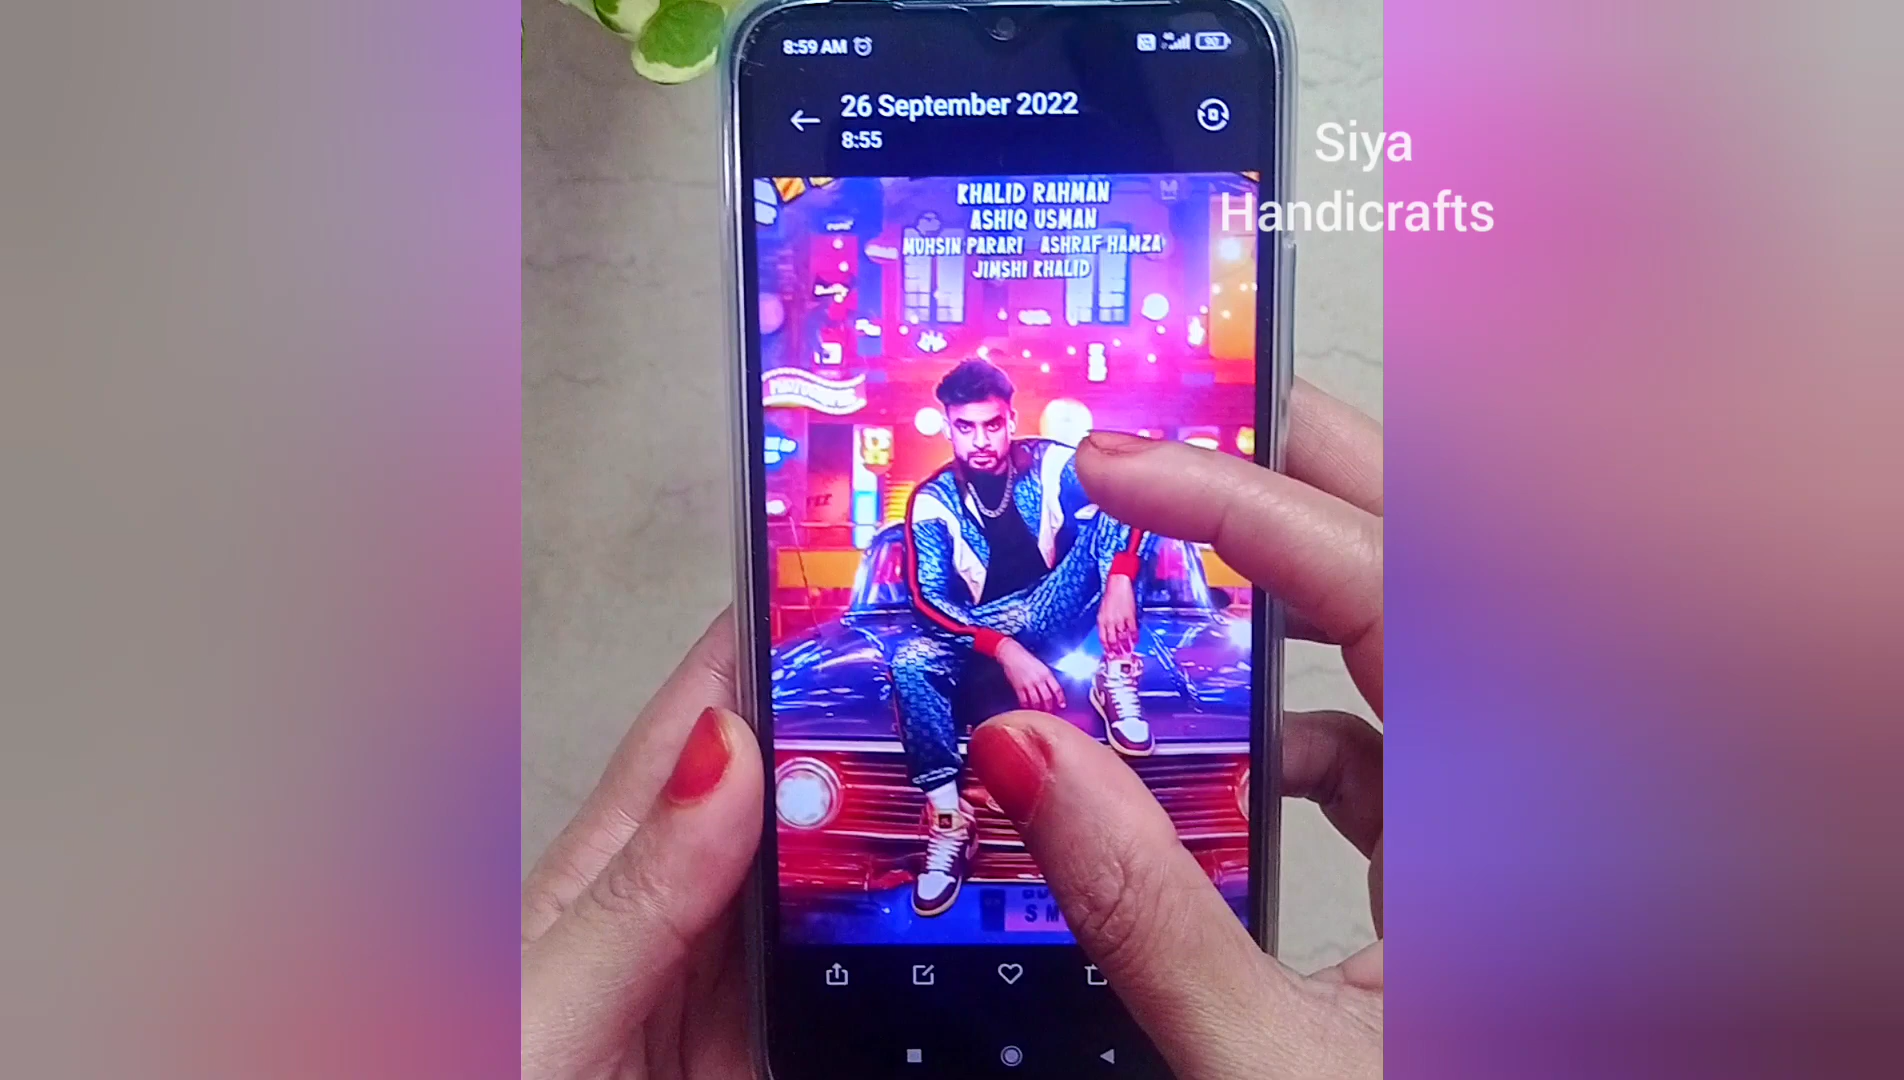 8:59 AM
90
26 September 2022
8:55
Siya
Handicrafts
KHALID RAHMAN
ASHIQ USMAN
MUHSIN PARARI ASHRAF HAMZA
JIMSHI KHALID
S M